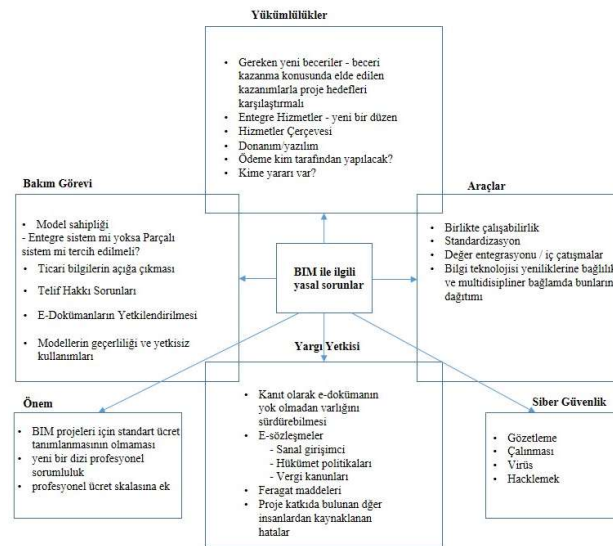 Yükümlülükler
• Gereken yeni beceriler - beceri
kazanma konusunda elde edilen
kazanımlarla proje hedefleri
karşılaştırmalı
• Entegre Hizmetler - yeni bir düzen
• Hizmetler Çerçevesi
• Donanım/yazılım
• Ödeme kim tarafından yapılacak?
• Kime yararı var?
Bakım Görevi
• Model sahipliği
- Entegre sistem mi yoksa Parçalı
sistem mi tercih edilmeli?
• Ticari bilgilerin açığa çıkması
• Telif Hakkı Sorunları
• E-Dokümanların Yetkilendirilmesi
• Modellerin geçerliliği ve yetkisiz
kullanımları
BIM ile ilgili
yasal sorunlar
Araçlar
• Birlikte çalışabilirlik
• Standardizasyon
• Değer entegrasyonu / iç çatışmalar
• Bilgi teknolojisi yeniliklerine bağlılık
ve multidisipliner bağlamda bunların
dağıtımı
Önem
• BIM projeleri için standart ücret
tanımlanmasının olmaması
• yeni bir dizi profesyonel
sorumluluk
• profesyonel ücret skalasına ek
Yargı Yetkisi
• Kanıt olarak e-dokümanın
yok olmadan varlığını
sürdürebilmesi
• E-sözleşmeler
- Sanal girişimci
- Hükümet politikaları
- Vergi kanunları
• Feragat maddeleri
• Proje katkıda bulunan dğer
insanlardan kaynaklanan
hatalar
Siber Güvenlik
• Gözetleme
• Çalınması
• Virüs
• Hacklemek